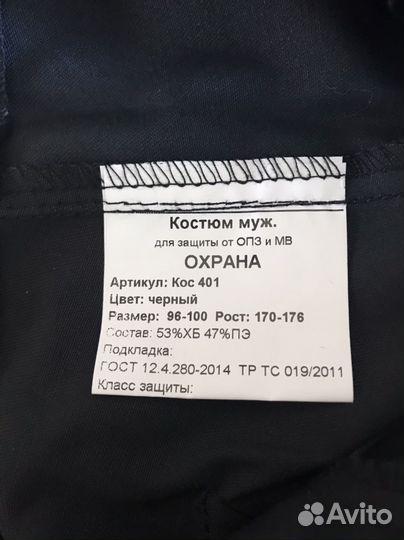 Костюм муж.
для защиты от ОПЗ и МВ
ОХРАНА
Артикул: Кос 401
Цвет: черный
Размер: 96-100 Рост: 170-176
Состав: 53%ХБ 47%ПЭ
Подкладка:
ГОСТ 12.4.280-2014 ТР ТС 019/2011
Класс защиты:
Avito